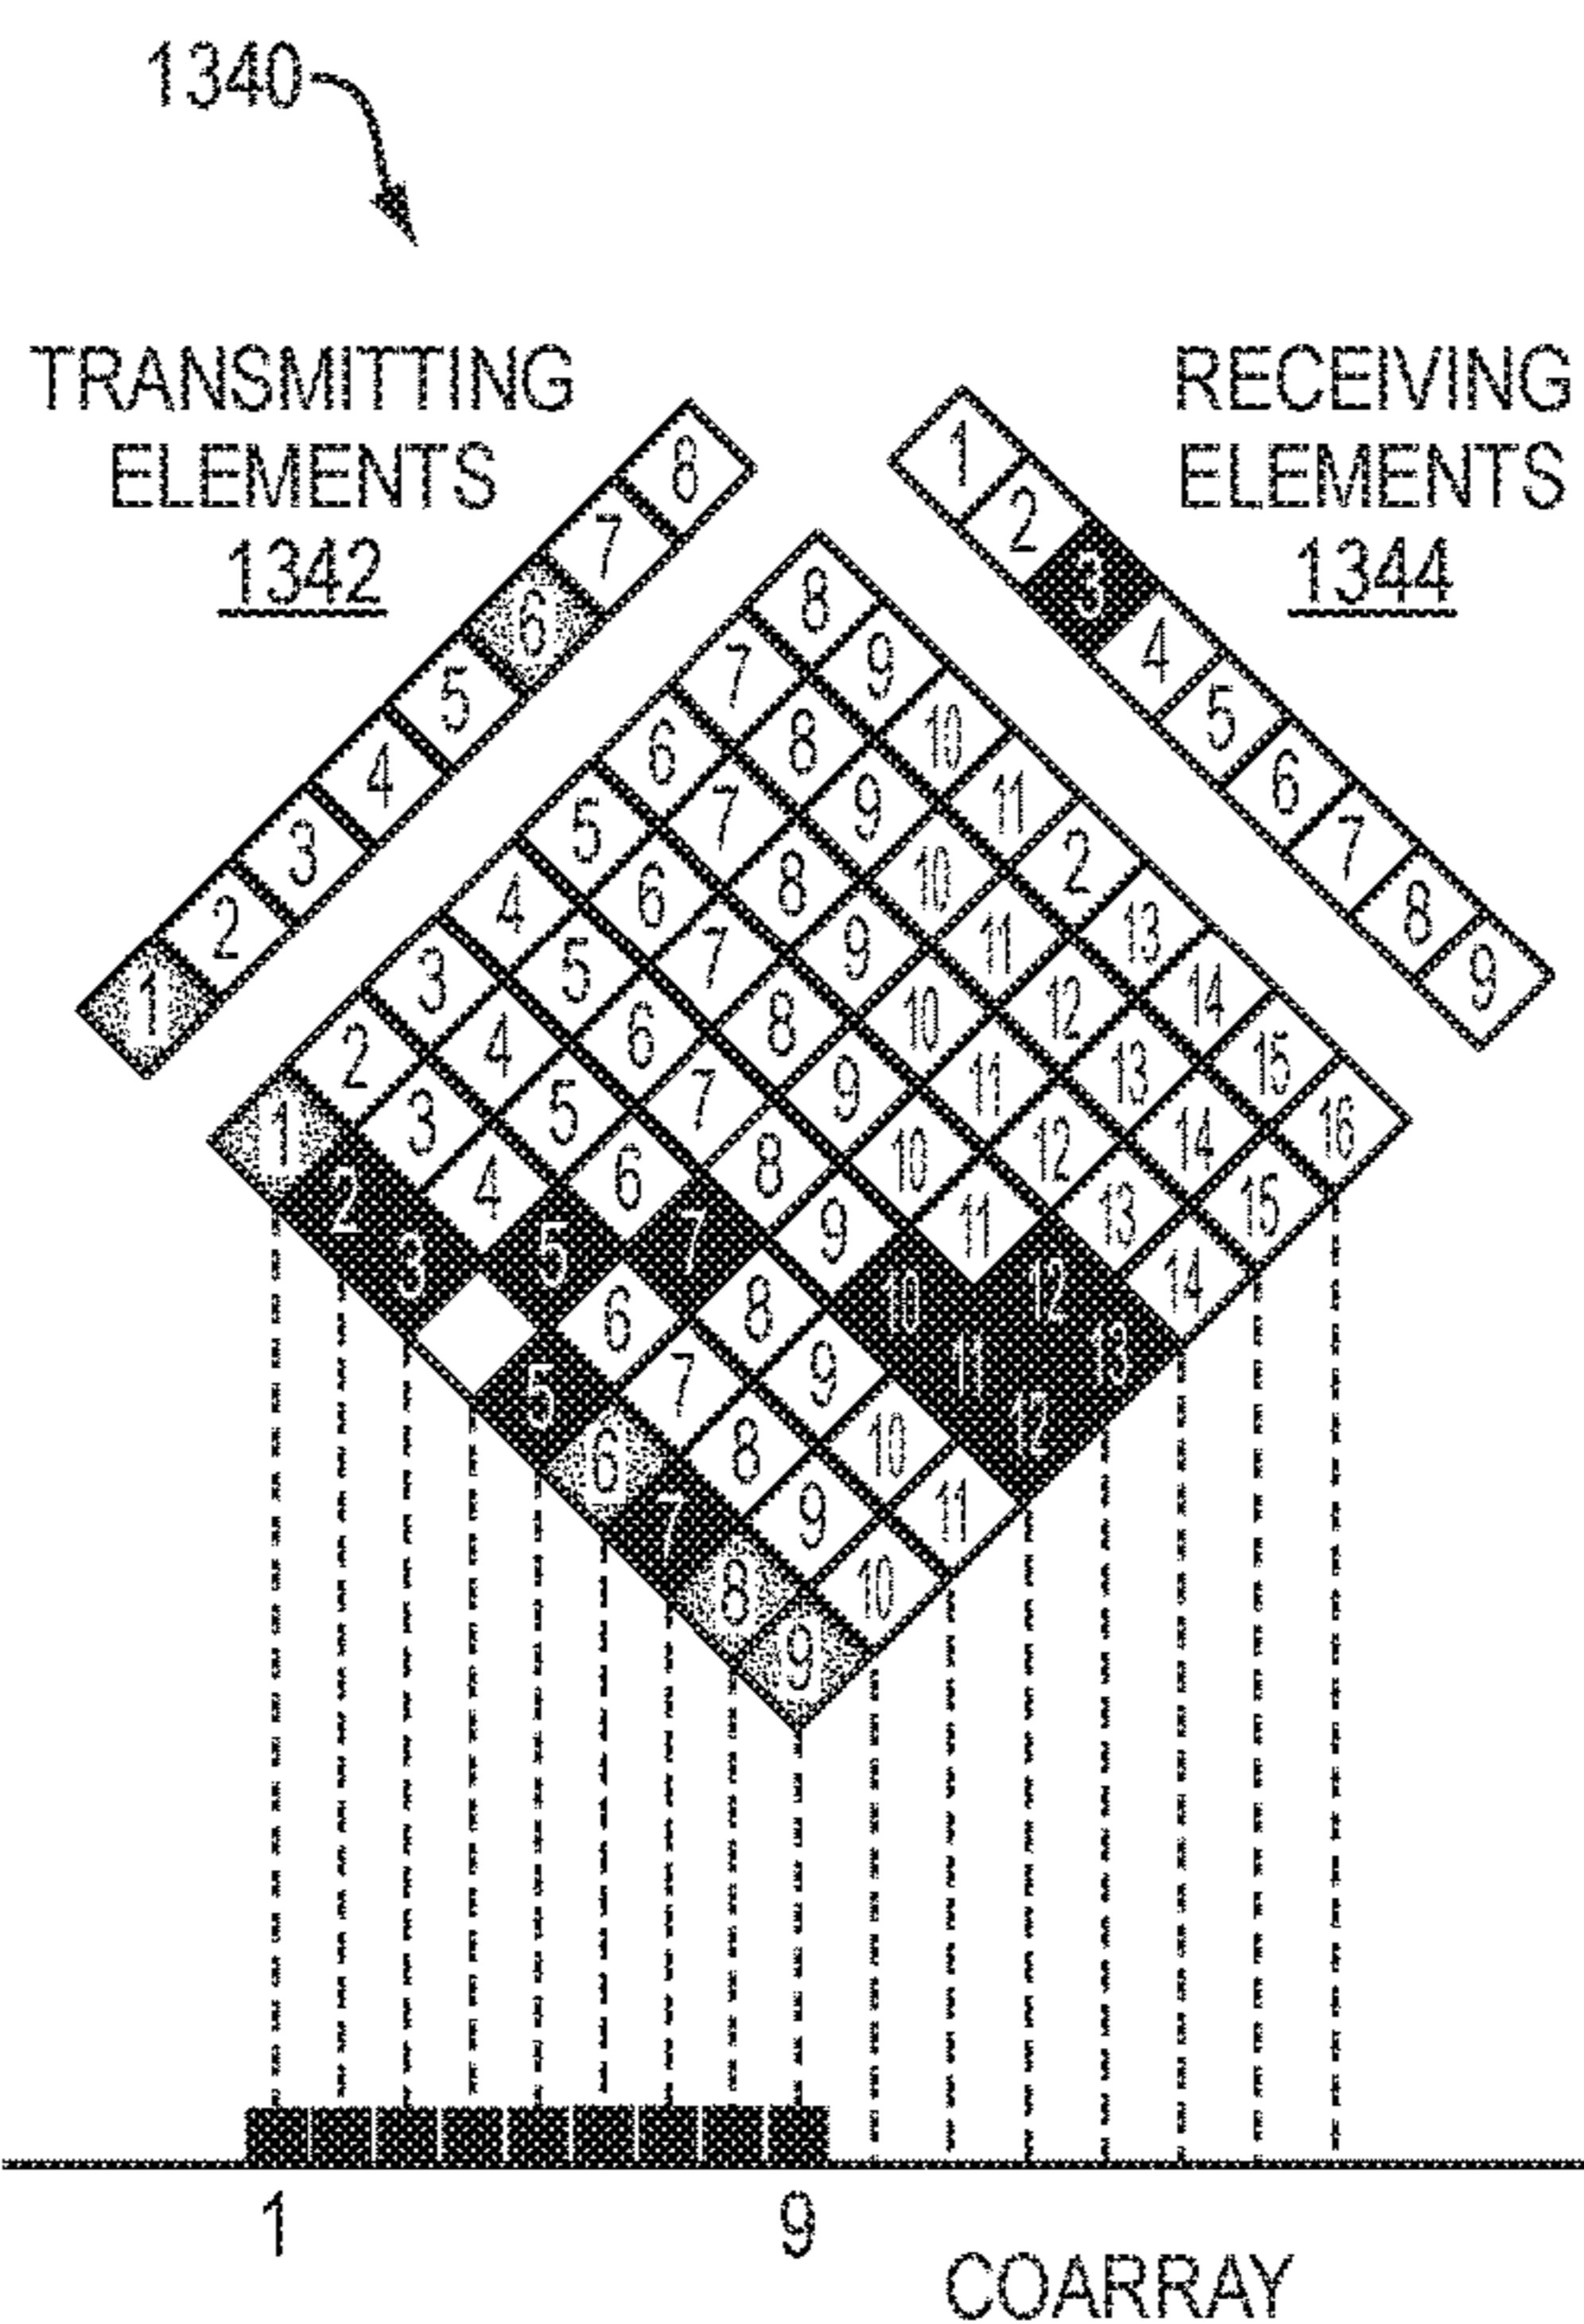 1340
TRANSMITTING
ELEMENTS
1342
RECEIVING
ELEMENTS
1344
1 2 3 4 5 6 7 8
1 2 3 4 5 6 7 8 9
8 9 10 11 2 13 14 15 16
7 8 9 10 11 12 13 14 15
6 7 8 9 10 11 12 13 14
5 6 7 8 9 10 11 12 13
4 5 6 7 8 9 10 11 12
3 4 5 6 7 8 9 10 11
2 3 4 5 6 7 8 9 10
1 2 3 5 6 7 8 9
1 9
COARRAY